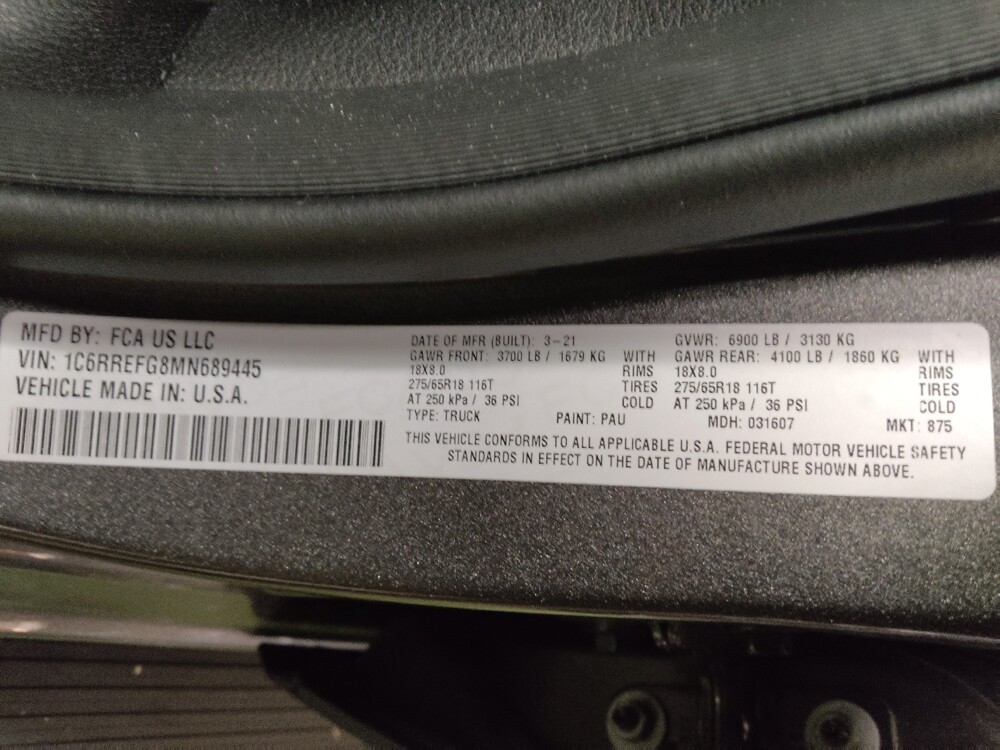 MFD BY: FCA US LLC
VIN: 1C6RREFG8MN689445
VEHICLE MADE IN: U.S.A.
DATE OF MFR (BUILT): 3-21
GAWR FRONT: 3700 LB / 1679 KG WITH
18X8.0 RIMS
275/65R18 116T TIRES
AT 250 kPa / 36 PSI COLD
GVWR: 6900 LB / 3130 KG
GAWR REAR: 4100 LB / 1860 KG WITH
18X8.0 RIMS
275/65R18 116T TIRES
AT 250 kPa / 36 PSI COLD
TYPE: TRUCK PAINT: PAU MDH: 031607 MKT: 875
THIS VEHICLE CONFORMS TO ALL APPLICABLE U.S.A. FEDERAL MOTOR VEHICLE SAFETY
STANDARDS IN EFFECT ON THE DATE OF MANUFACTURE SHOWN ABOVE.